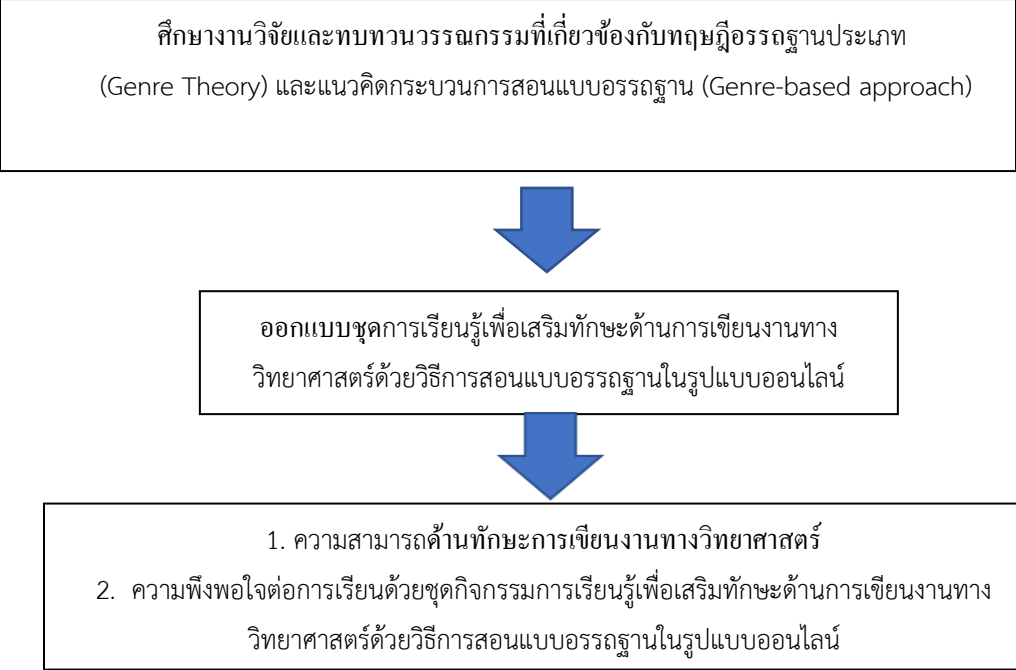 ศึกษางานวิจัยและทบทวนวรรณกรรมที่เกี่ยวข้องกับทฤษฎีอรรถฐานประเภท
(Genre Theory) และแนวคิดกระบวนการสอนแบบอรรถฐาน (Genre-based approach)
ออกแบบชุดการเรียนรู้เพื่อเสริมทักษะด้านการเขียนงานทาง
วิทยาศาสตร์ด้วยวิธีการสอนแบบอรรถฐานในรูปแบบออนไลน์
1. ความสามารถด้านทักษะการเขียนงานทางวิทยาศาสตร์
2. ความพึงพอใจต่อการเรียนด้วยชุดกิจกรรมการเรียนรู้เพื่อเสริมทักษะด้านการเขียนงานทาง
วิทยาศาสตร์ด้วยวิธีการสอนแบบอรรถฐานในรูปแบบออนไลน์